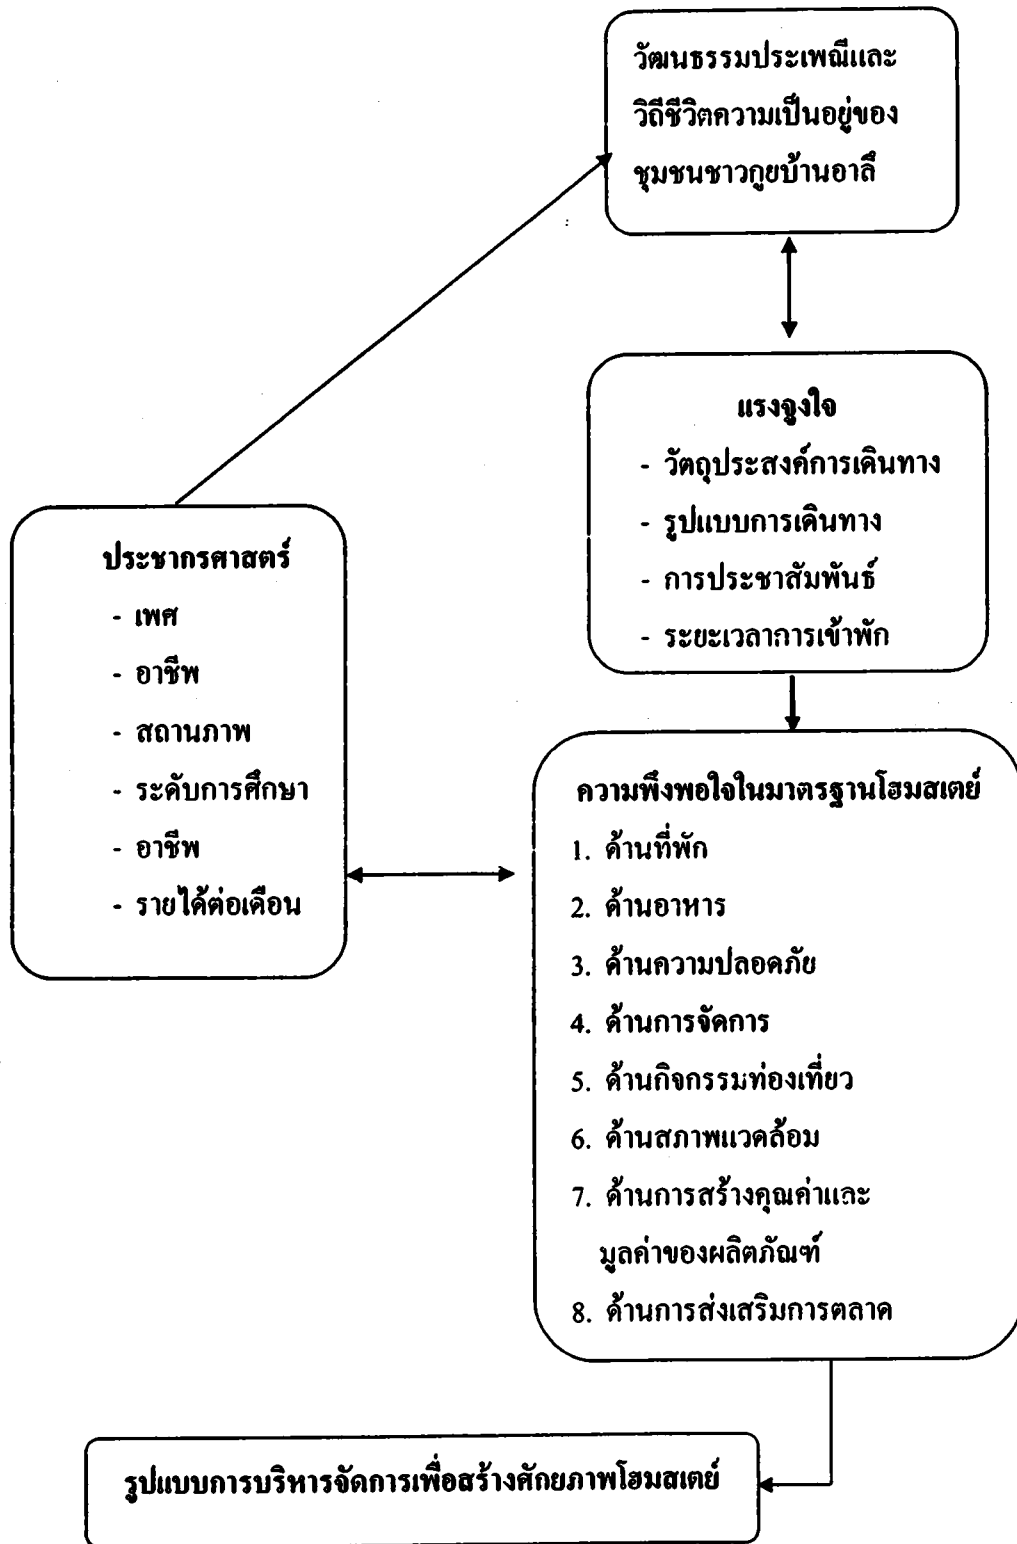 วัฒนธรรมประเพณีและ
วิถีชีวิตความเป็นอยู่ของ
ชุมชนชาวกูยบ้านอาลึ
แรงจูงใจ
- วัตถุประสงค์การเดินทาง
- รูปแบบการเดินทาง
- การประชาสัมพันธ์
- ระยะเวลาการเข้าพัก
ประชากรศาสตร์
- เพศ
- อาชีพ
- สถานภาพ
- ระดับการศึกษา
- อาชีพ
- รายได้ต่อเดือน
ความพึงพอใจในมาตรฐานโฮมสเตย์
1. ด้านที่พัก
2. ด้านอาหาร
3. ด้านความปลอดภัย
4. ด้านการจัดการ
5. ด้านกิจกรรมท่องเที่ยว
6. ด้านสภาพแวดล้อม
7. ด้านการสร้างคุณค่าและ
มูลค่าของผลิตภัณฑ์
8. ด้านการส่งเสริมการตลาด
รูปแบบการบริหารจัดการเพื่อสร้างศักยภาพโฮมสเตย์